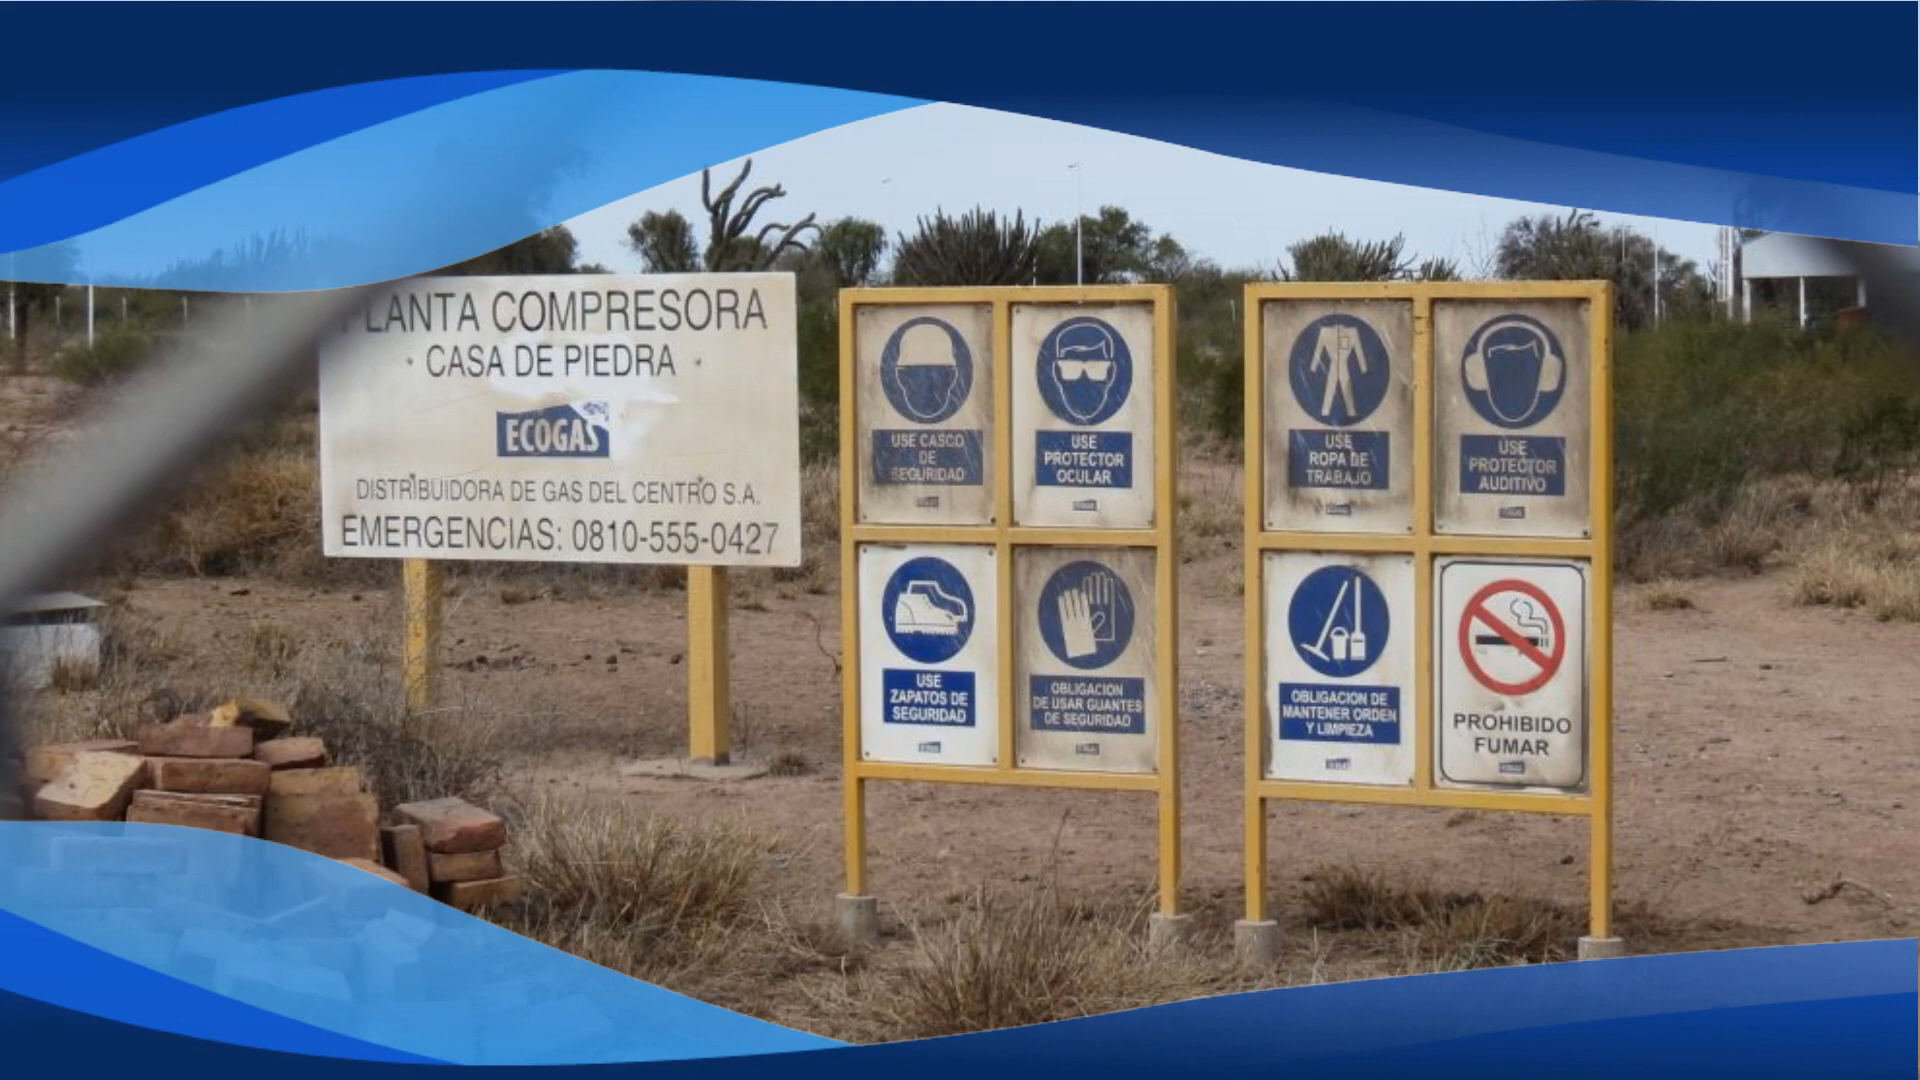 PLANTA COMPRESORA
· CASA DE PIEDRA ·
ECOGAS
DISTRIBUIDORA DE GAS DEL CENTRO S.A.
EMERGENCIAS: 0810-555-0427
USE CASCO
DE
SEGURIDAD
USE
PROTECTOR
OCULAR
USE
ZAPATOS DE
SEGURIDAD
OBLIGACION
DE USAR GUANTES
DE SEGURIDAD
USE
ROPA DE
TRABAJO
USE
PROTECTOR
AUDITIVO
OBLIGACION DE
MANTENER ORDEN
Y LIMPIEZA
PROHIBIDO
FUMAR